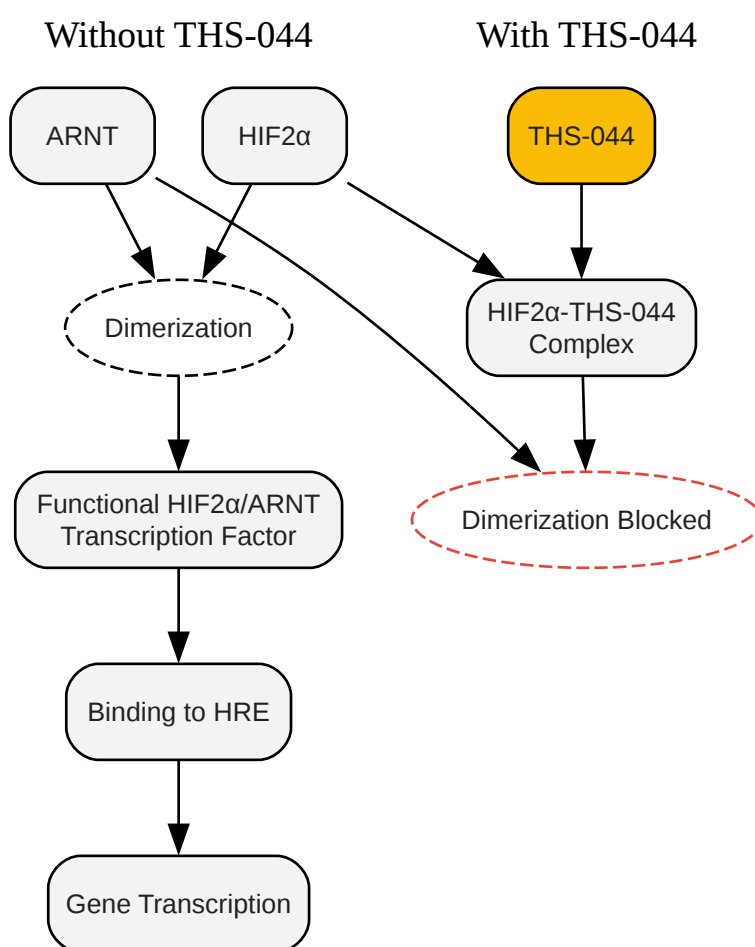 Without THS-044
With THS-044
ARNT
HIF2α
THS-044
Dimerization
HIF2α-THS-044
Complex
Functional HIF2α/ARNT
Transcription Factor
Dimerization Blocked
Binding to HRE
Gene Transcription